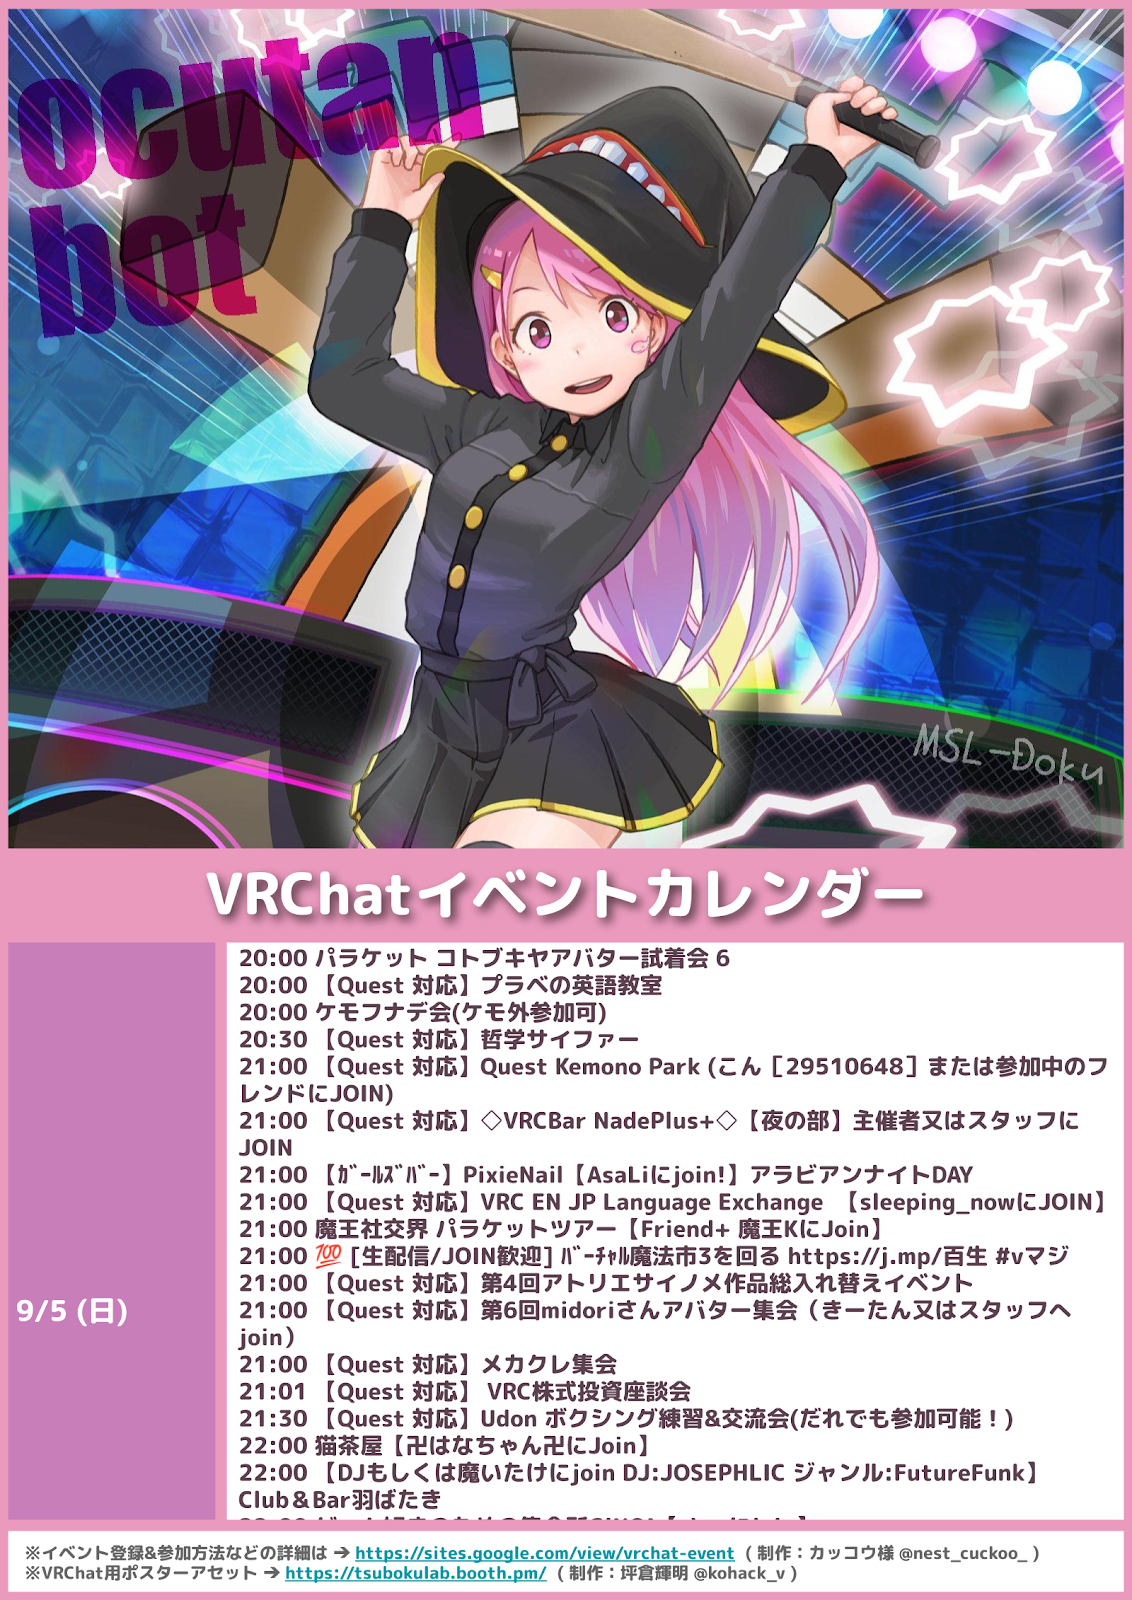 ocutan
bot
MSL-Doku
VRChatイベントカレンダー
9/5 (日)
20:00 パラケット コトブキヤアバター試着会 6
20:00 【Quest 対応】プラベの英語教室
20:00 ケモフナデ会(ケモ外参加可)
20:30 【Quest 対応】哲学サイファー
21:00 【Quest 対応】Quest Kemono Park (こん［29510648］または参加中のフ
レンドにJOIN)
21:00 【Quest 対応】◇VRCBar NadePlus+◇【夜の部】主催者又はスタッフに
JOIN
21:00 【ｶﾞｰﾙｽﾞﾊﾞｰ】PixieNail【AsaLiにjoin!】アラビアンナイトDAY
21:00 【Quest 対応】VRC EN JP Language Exchange 【sleeping_nowにJOIN】
21:00 魔王社交界 パラケットツアー【Friend+ 魔王KにJoin】
21:00 💯 [生配信/JOIN歓迎] ﾊﾞｰﾁｬﾙ魔法市3を回る https://j.mp/百生 #vマジ
21:00 【Quest 対応】第4回アトリエサイノメ作品総入れ替えイベント
21:00 【Quest 対応】第6回midoriさんアバター集会（きーたん又はスタッフへ
join）
21:00 【Quest 対応】メカクレ集会
21:01 【Quest 対応】 VRC株式投資座談会
21:30 【Quest 対応】Udon ボクシング練習&交流会(だれでも参加可能！)
22:00 猫茶屋【卍はなちゃん卍にJoin】
22:00 【DJもしくは魔いたけにjoin DJ:JOSEPHLIC ジャンル:FutureFunk】
Club＆Bar羽ばたき
※イベント登録&参加方法などの詳細は ➔ https://sites.google.com/view/vrchat-event （ 制作：カッコウ様 @nest_cuckoo_ ）
※VRChat用ポスターアセット ➔ https://tsubokulab.booth.pm/ （ 制作：坪倉輝明 @kohack_v ）